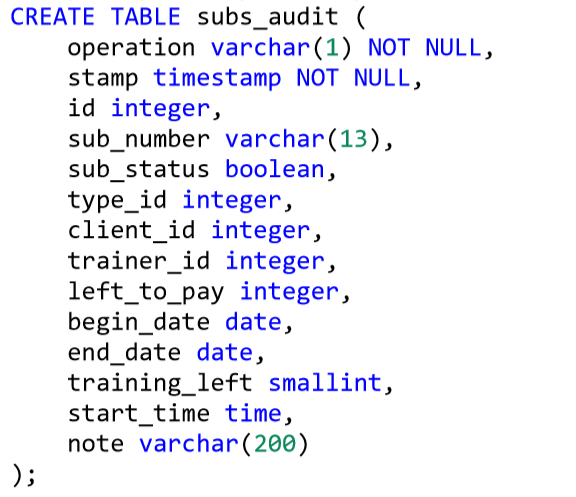 CREATE TABLE subs_audit (
    operation varchar(1) NOT NULL,
    stamp timestamp NOT NULL,
    id integer,
    sub_number varchar(13),
    sub_status boolean,
    type_id integer,
    client_id integer,
    trainer_id integer,
    left_to_pay integer,
    begin_date date,
    end_date date,
    training_left smallint,
    start_time time,
    note varchar(200)
);